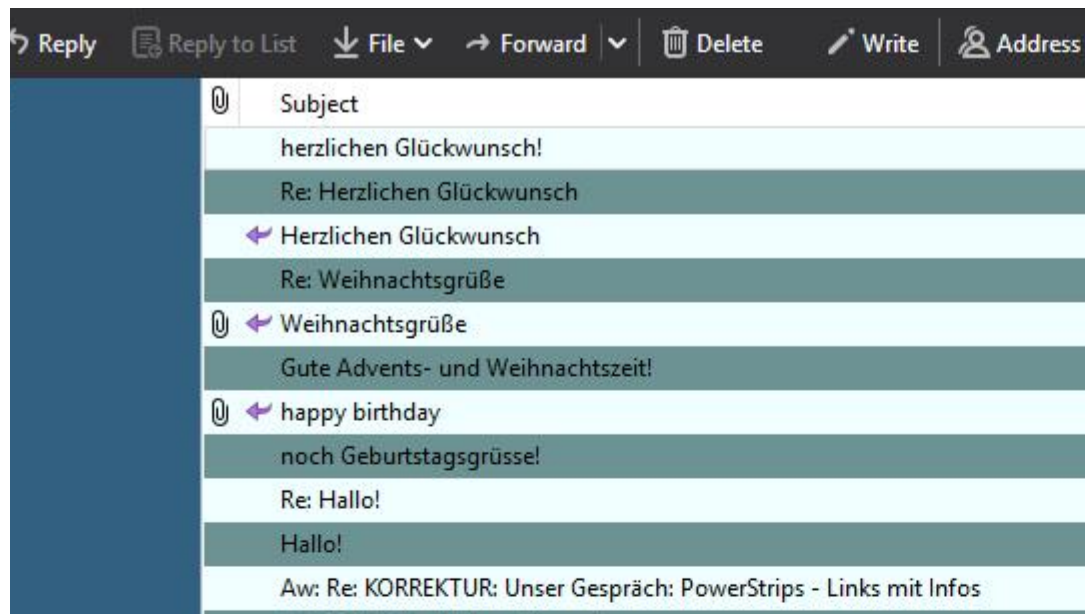 Reply Reply to List File Forward Delete Write Address
Subject
herzlichen Glückwunsch!
Re: Herzlichen Glückwunsch
Herzlichen Glückwunsch
Re: Weihnachtsgrüße
Weihnachtsgrüße
Gute Advents- und Weihnachtszeit!
happy birthday
noch Geburtstagsgrüsse!
Re: Hallo!
Hallo!
Aw: Re: KORREKTUR: Unser Gespräch: PowerStrips - Links mit Infos